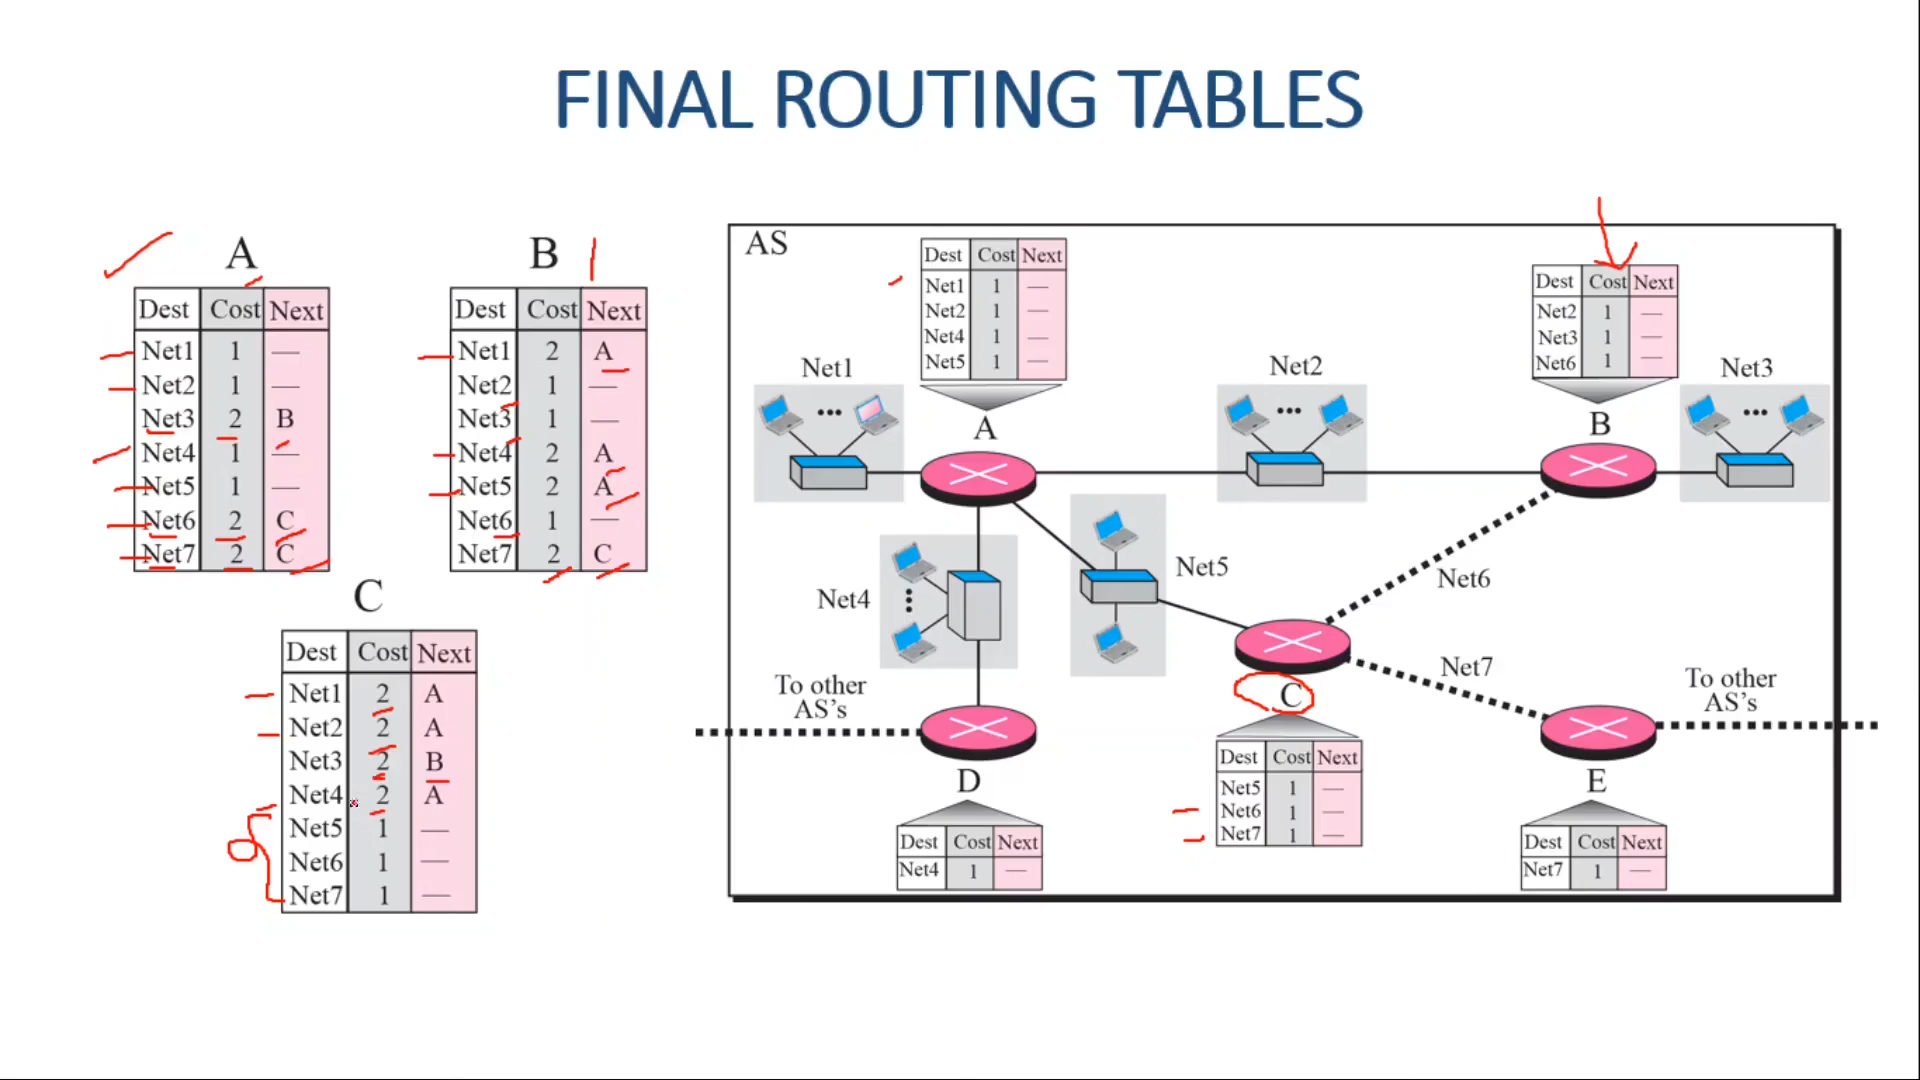 FINAL ROUTING TABLES
A
Dest Cost Next
Net1 1 —
Net2 1 —
Net3 2 B
Net4 1 —
Net5 1 —
Net6 2 C
Net7 2 C
B
Dest Cost Next
Net1 2 A
Net2 1 —
Net3 1 —
Net4 2 A
Net5 2 A
Net6 1 —
Net7 2 C
C
Dest Cost Next
Net1 2 A
Net2 2 A
Net3 2 B
Net4 2 A
Net5 1 —
Net6 1 —
Net7 1 —
AS
Dest Cost Next
Net1 1 —
Net2 1 —
Net4 1 —
Net5 1 —
Dest Cost Next
Net2 1 —
Net3 1 —
Net6 1 —
Net1
Net2
Net3
A
B
Net5
Net6
Net4
Net7
To other
AS's
To other
AS's
C
D
E
Dest Cost Next
Net5 1 —
Net6 1 —
Net7 1 —
Dest Cost Next
Net4 1 —
Dest Cost Next
Net7 1 —